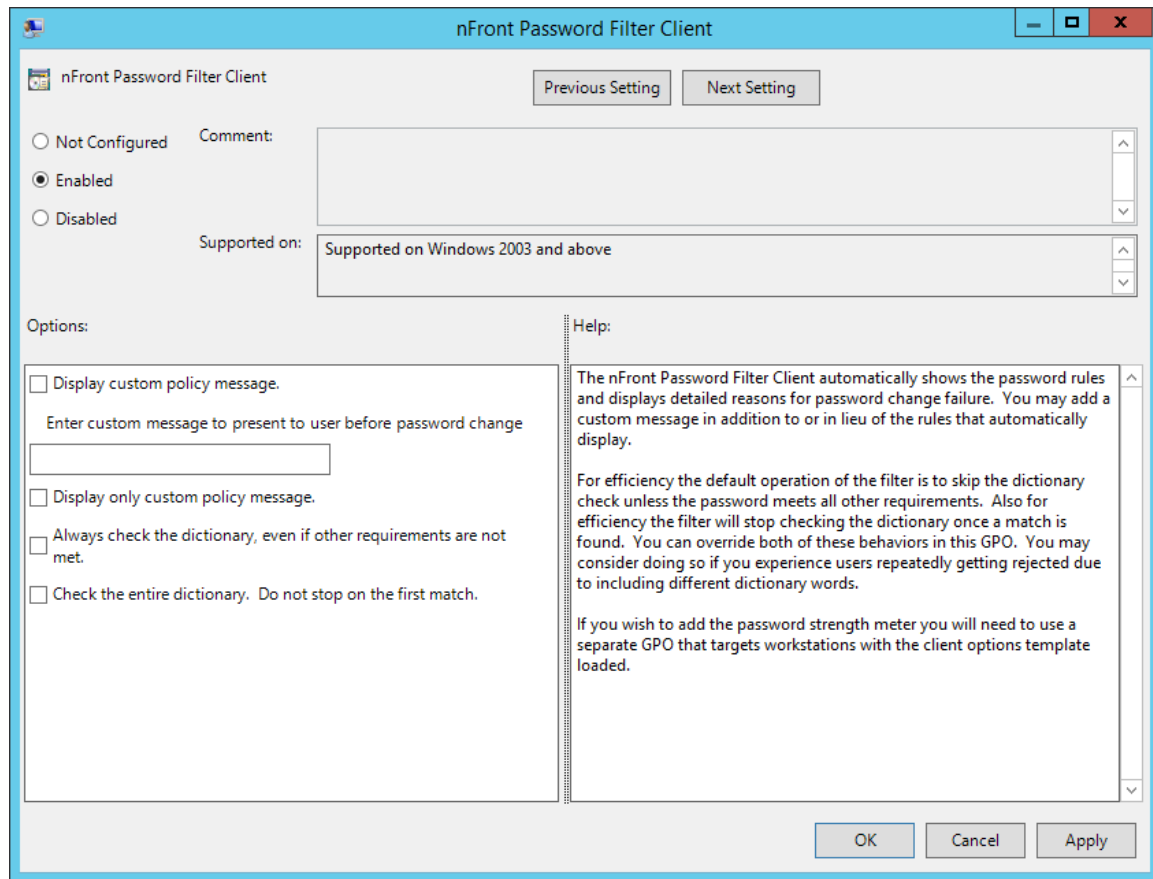 nFront Password Filter Client
nFront Password Filter Client
Previous Setting
Next Setting
Not Configured
Comment:
Enabled
Disabled
Supported on:
Supported on Windows 2003 and above
Options:
Help:
Display custom policy message.
Enter custom message to present to user before password change
Display only custom policy message.
Always check the dictionary, even if other requirements are not
met.
Check the entire dictionary.  Do not stop on the first match.
The nFront Password Filter Client automatically shows the password rules
and displays detailed reasons for password change failure.  You may add a
custom message in addition to or in lieu of the rules that automatically
display.
For efficiency the default operation of the filter is to skip the dictionary
check unless the password meets all other requirements.  Also for
efficiency the filter will stop checking the dictionary once a match is
found.  You can override both of these behaviors in this GPO.  You may
consider doing so if you experience users repeatedly getting rejected due
to including different dictionary words.
If you wish to add the password strength meter you will need to use a
separate GPO that targets workstations with the client options template
loaded.
OK
Cancel
Apply